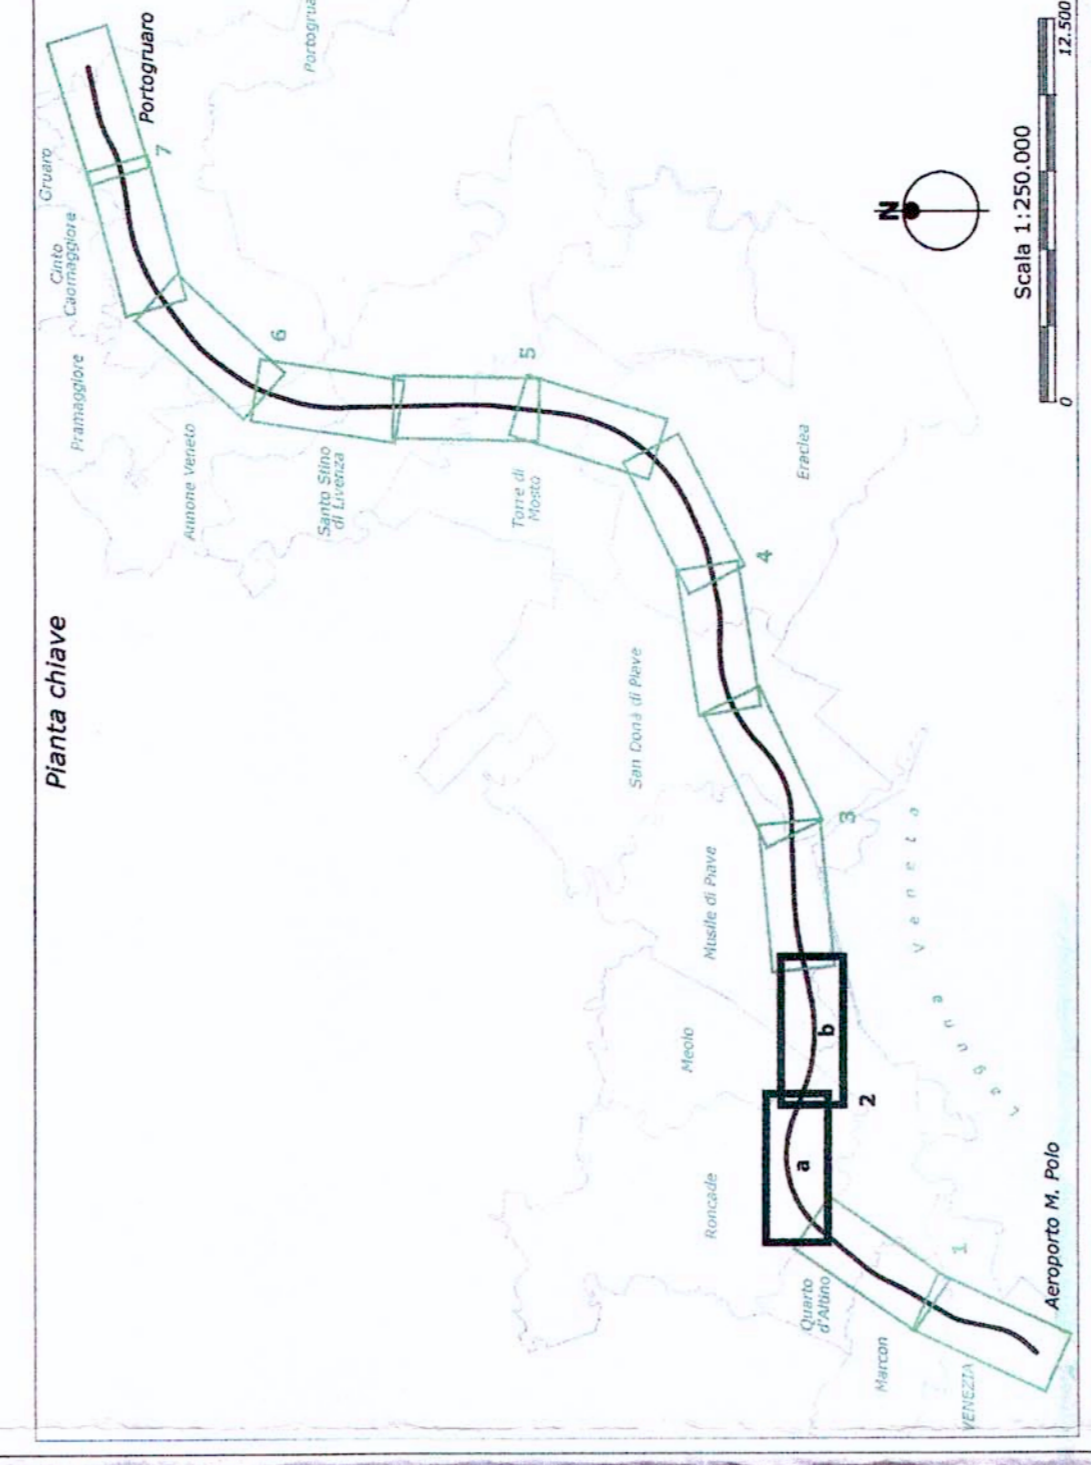 Pianta chiave
Portogruaro
Gruaro
Cinto
Caomaggiore
Pramaggiore
Annone Veneto
Santo Stino
di Livenza
Torre di
Mosto
Eraclea
San Donà di Piave
Musile di Piave
Meolo
Roncade
Quarto
d'Altino
Marcon
VENEZIA
Aeroporto M. Polo
Laguna Veneta
1
2
a
b
3
4
5
6
7
N
Scala 1:250.000
0
12.500